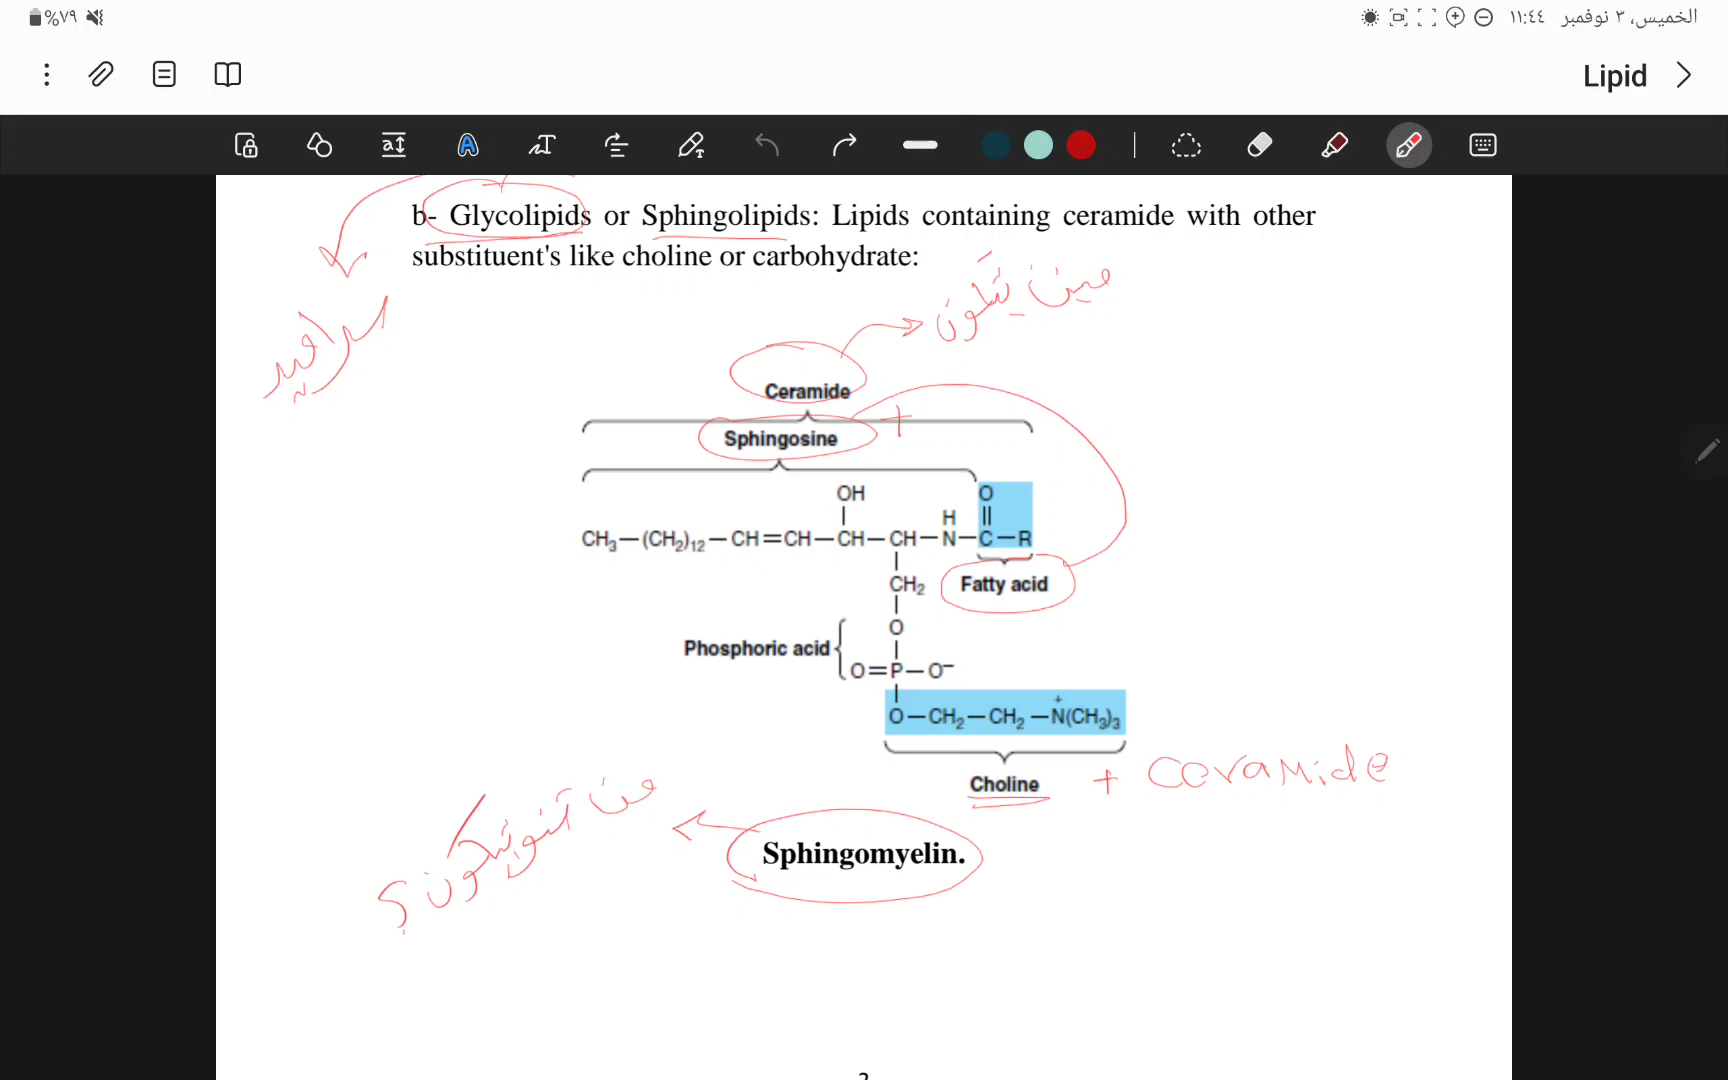 %٧٩
الخميس، ٣ نوفمبر ١١:٤٤
Lipid
b- Glycolipids or Sphingolipids: Lipids containing ceramide with other
substituent's like choline or carbohydrate:
Ceramide
+
Sphingosine
OH
O
H
CH3—(CH2)12—CH=CH—CH—CH—N—C—R
CH2
Fatty acid
O
Phosphoric acid
O=P—O−
O—CH2—CH2—N+(CH3)3
Choline + ceramide
Sphingomyelin.